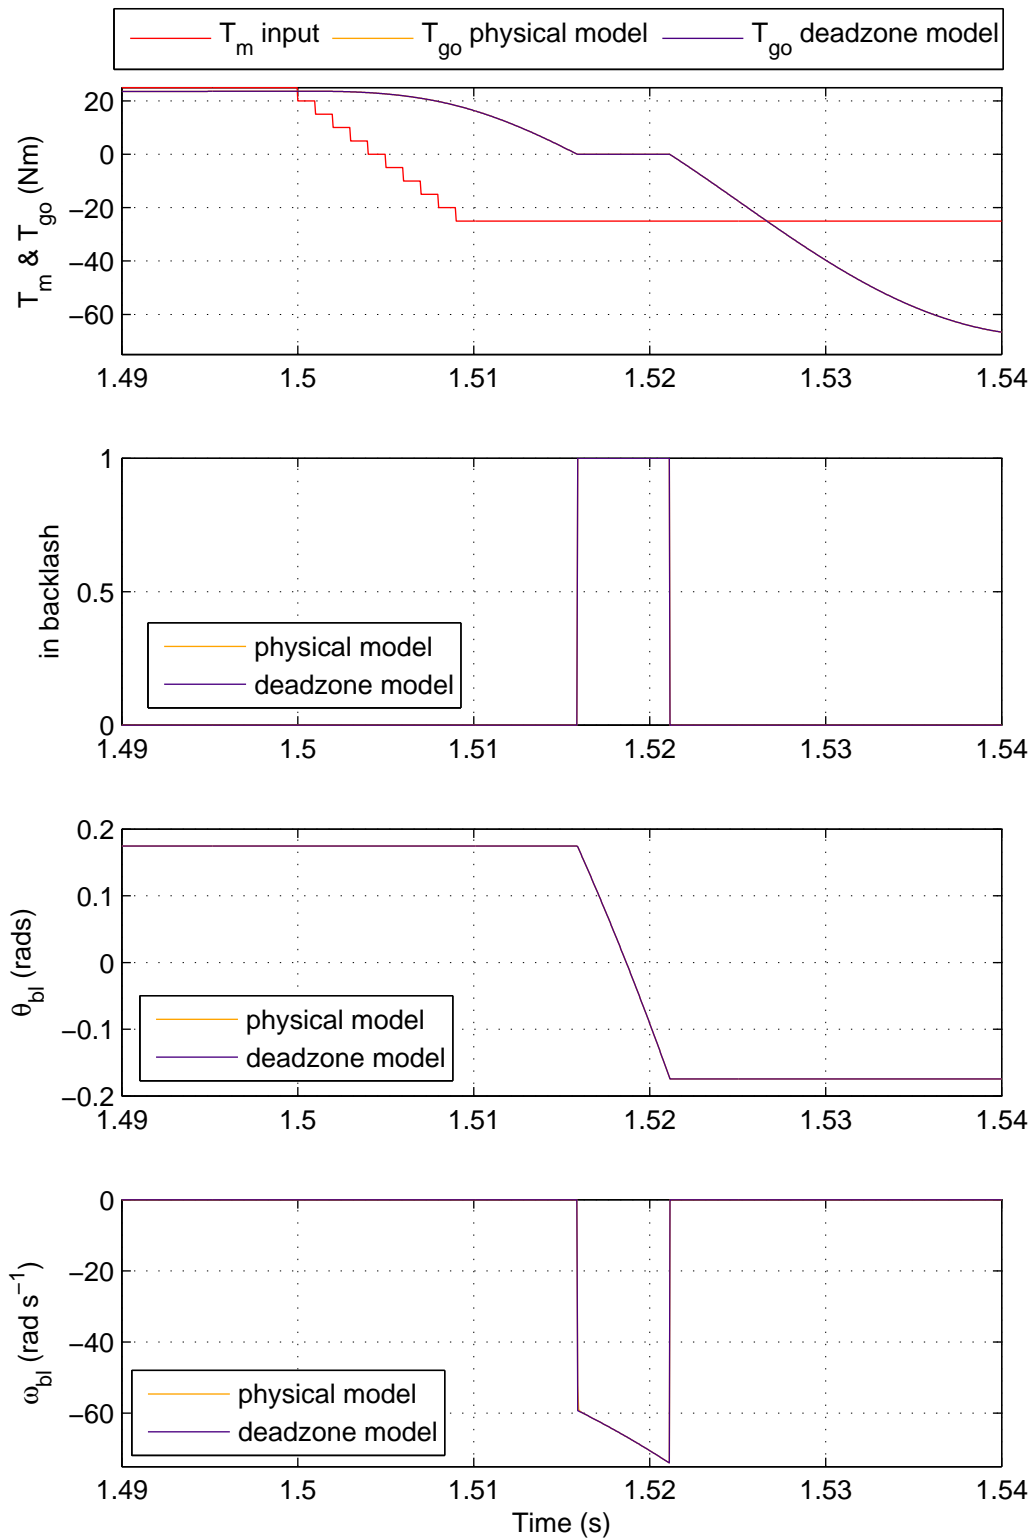 T_m input T_go physical model T_go deadzone model
T_m & T_go (Nm)
20
0
−20
−40
−60
1.49 1.5 1.51 1.52 1.53 1.54
in backlash
1
0.5
0
physical model
deadzone model
1.49 1.5 1.51 1.52 1.53 1.54
θ_bl (rads)
0.2
0.1
0
−0.1
−0.2
physical model
deadzone model
1.49 1.5 1.51 1.52 1.53 1.54
ω_bl (rad s⁻¹)
0
−20
−40
−60
physical model
deadzone model
1.49 1.5 1.51 1.52 1.53 1.54
Time (s)